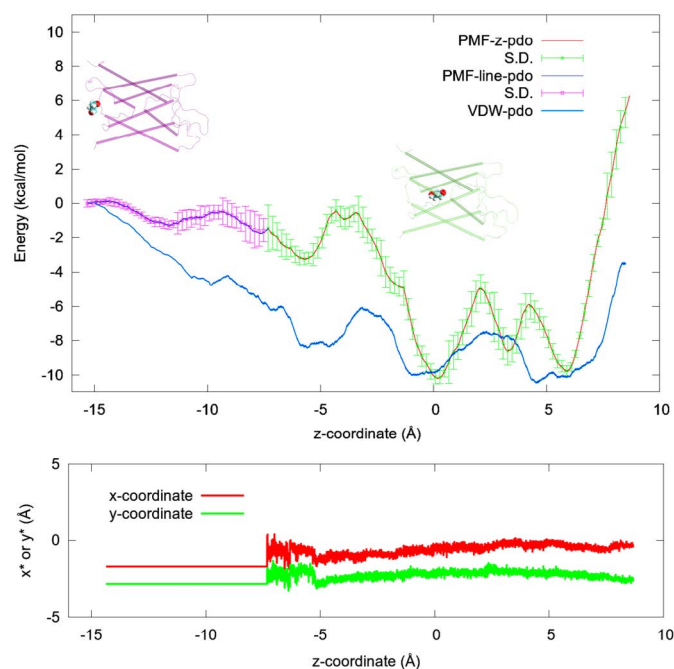 PMF-z-pdo
S.D.
PMF-line-pdo
S.D.
VDW-pdo
6
4
2
0
-2
-4
-6
-8
-10
Energy (kcal/mol)
-15 -10 -5 0 5 10
z-coordinate (Å)
x-coordinate
y-coordinate
5
0
-5
x* or y* (Å)
-15 -10 -5 0 5 10
z-coordinate (Å)